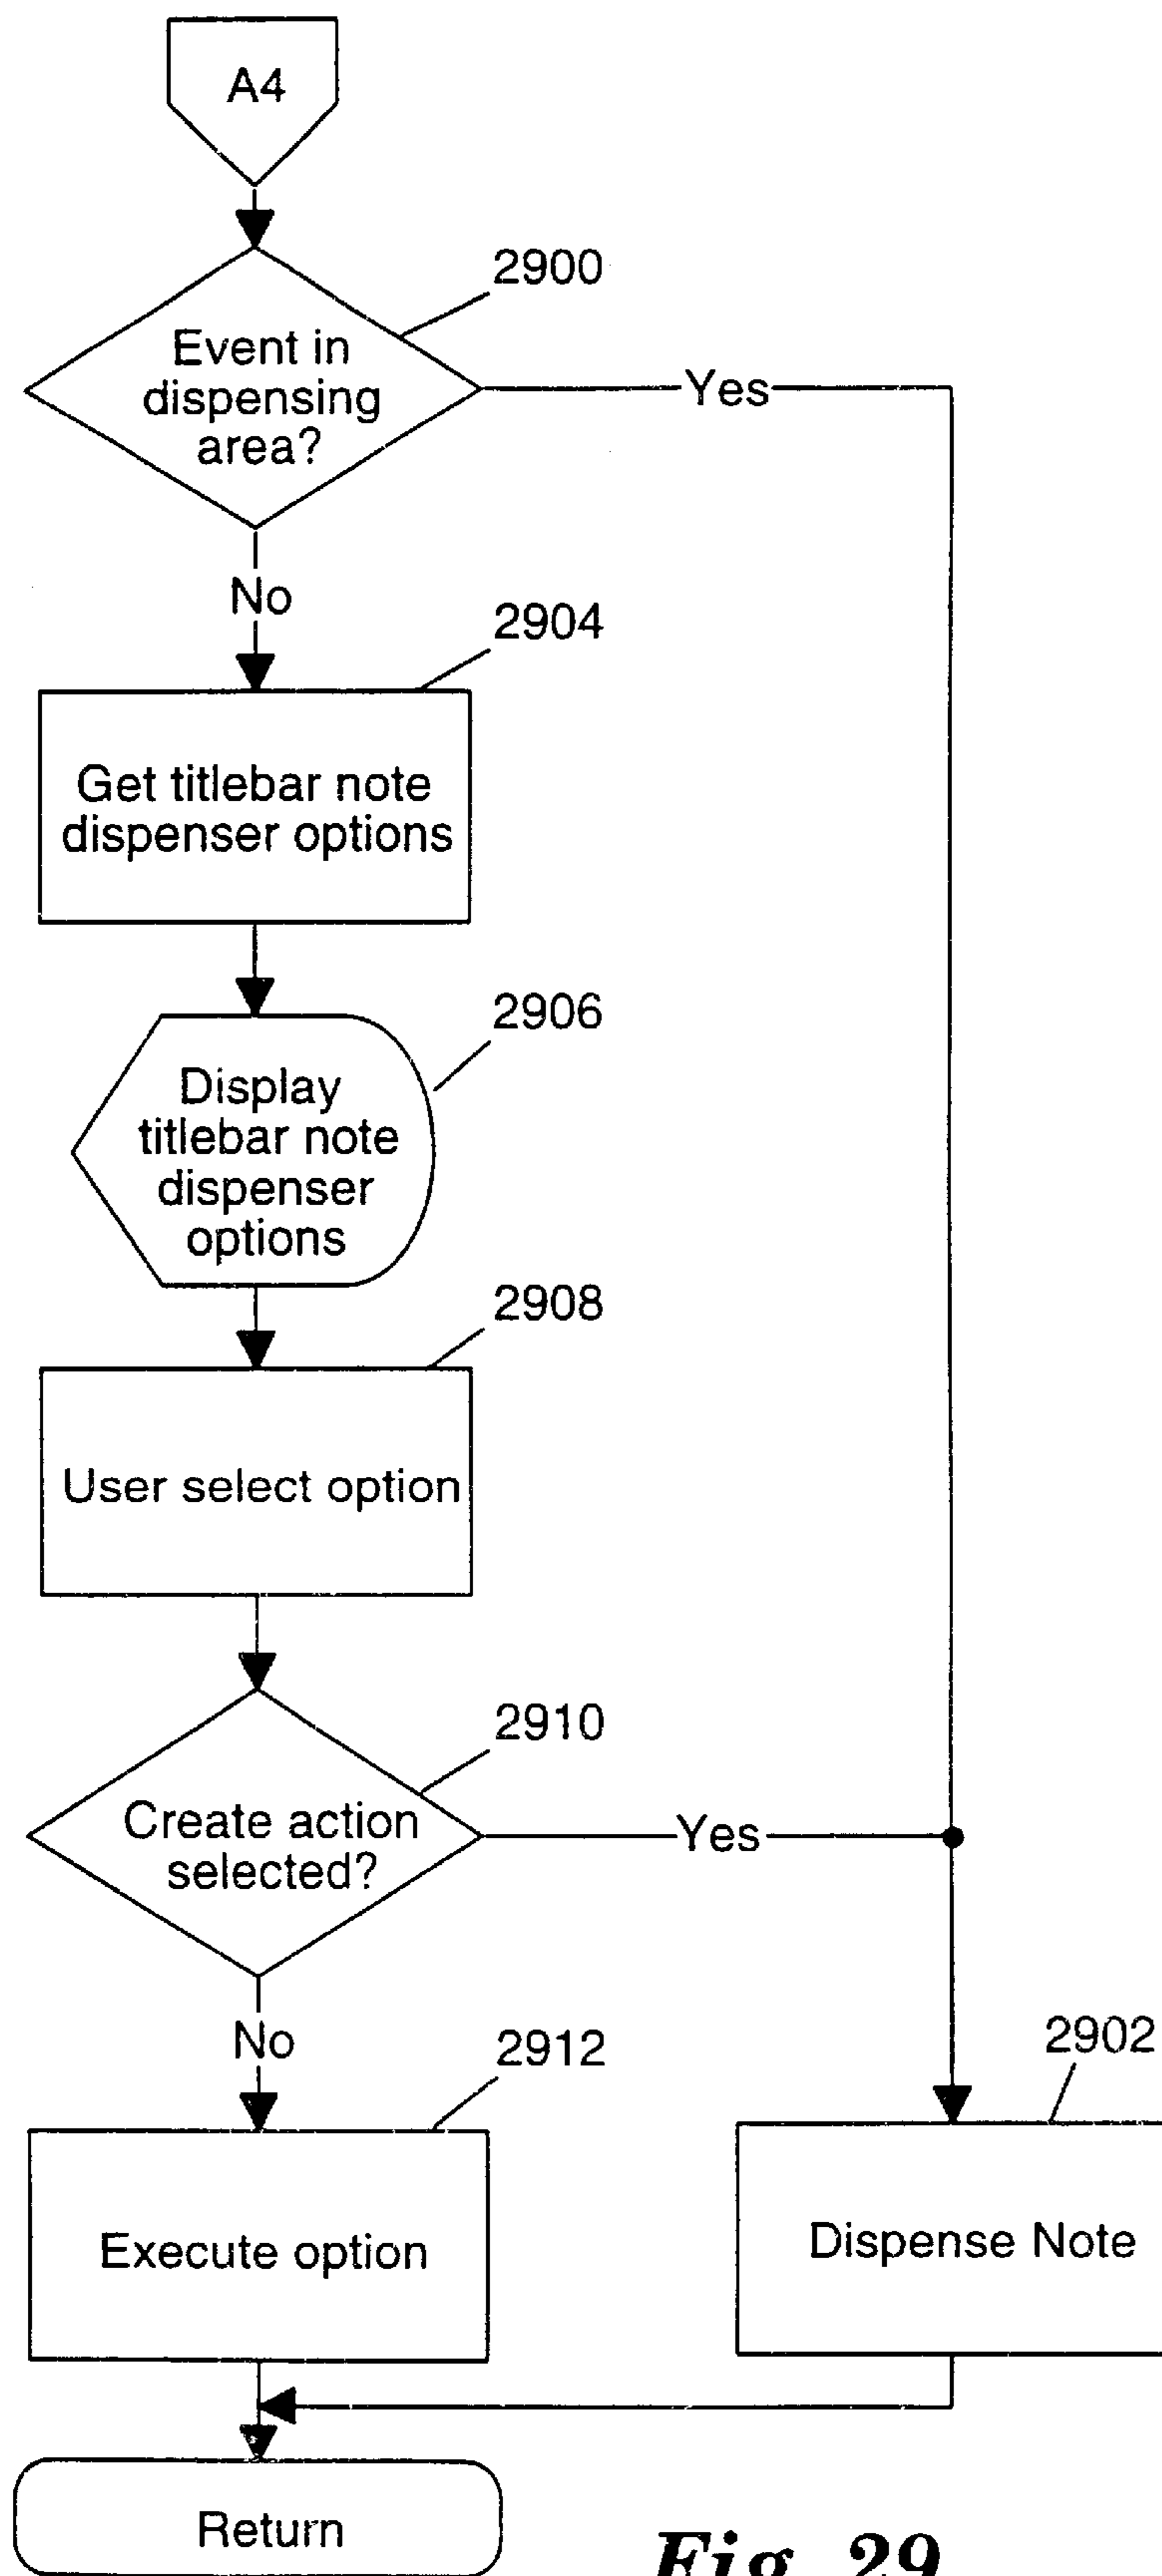 A4
2900
Event in
dispensing
area?
Yes
No
2904
Get titlebar note
dispenser options
2906
Display
titlebar note
dispenser
options
2908
User select option
2910
Create action
selected?
Yes
No
2912
2902
Execute option
Dispense Note
Return
Fig. 29